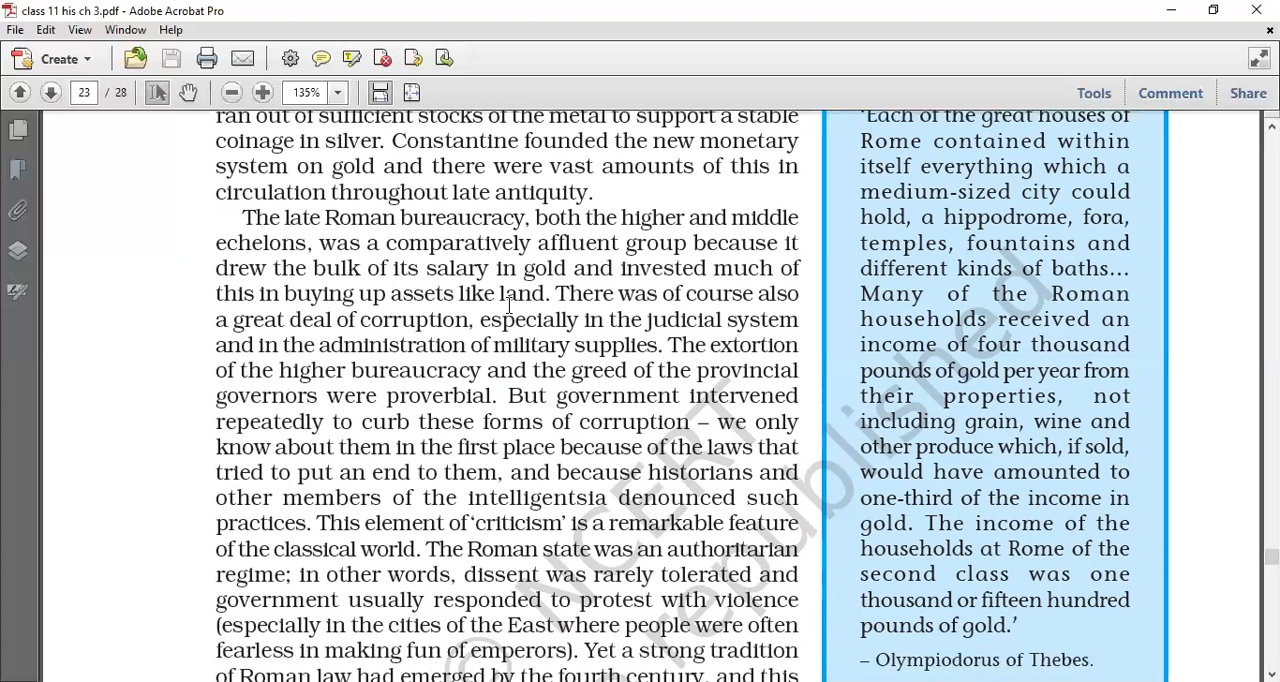 class 11 his ch 3.pdf - Adobe Acrobat Pro
File Edit View Window Help
Create
23 / 28 135% Tools Comment Share
ran out of sufficient stocks of the metal to support a stable
coinage in silver. Constantine founded the new monetary
system on gold and there were vast amounts of this in
circulation throughout late antiquity.
The late Roman bureaucracy, both the higher and middle
echelons, was a comparatively affluent group because it
drew the bulk of its salary in gold and invested much of
this in buying up assets like land. There was of course also
a great deal of corruption, especially in the judicial system
and in the administration of military supplies. The extortion
of the higher bureaucracy and the greed of the provincial
governors were proverbial. But government intervened
repeatedly to curb these forms of corruption – we only
know about them in the first place because of the laws that
tried to put an end to them, and because historians and
other members of the intelligentsia denounced such
practices. This element of ‘criticism’ is a remarkable feature
of the classical world. The Roman state was an authoritarian
regime; in other words, dissent was rarely tolerated and
government usually responded to protest with violence
(especially in the cities of the East where people were often
fearless in making fun of emperors). Yet a strong tradition
of Roman law had emerged by the fourth century, and this
‘Each of the great houses of
Rome contained within
itself everything which a
medium-sized city could
hold, a hippodrome, fora,
temples, fountains and
different kinds of baths...
Many of the Roman
households received an
income of four thousand
pounds of gold per year from
their properties, not
including grain, wine and
other produce which, if sold,
would have amounted to
one-third of the income in
gold. The income of the
households at Rome of the
second class was one
thousand or fifteen hundred
pounds of gold.’
– Olympiodorus of Thebes.
© NCERT
republished